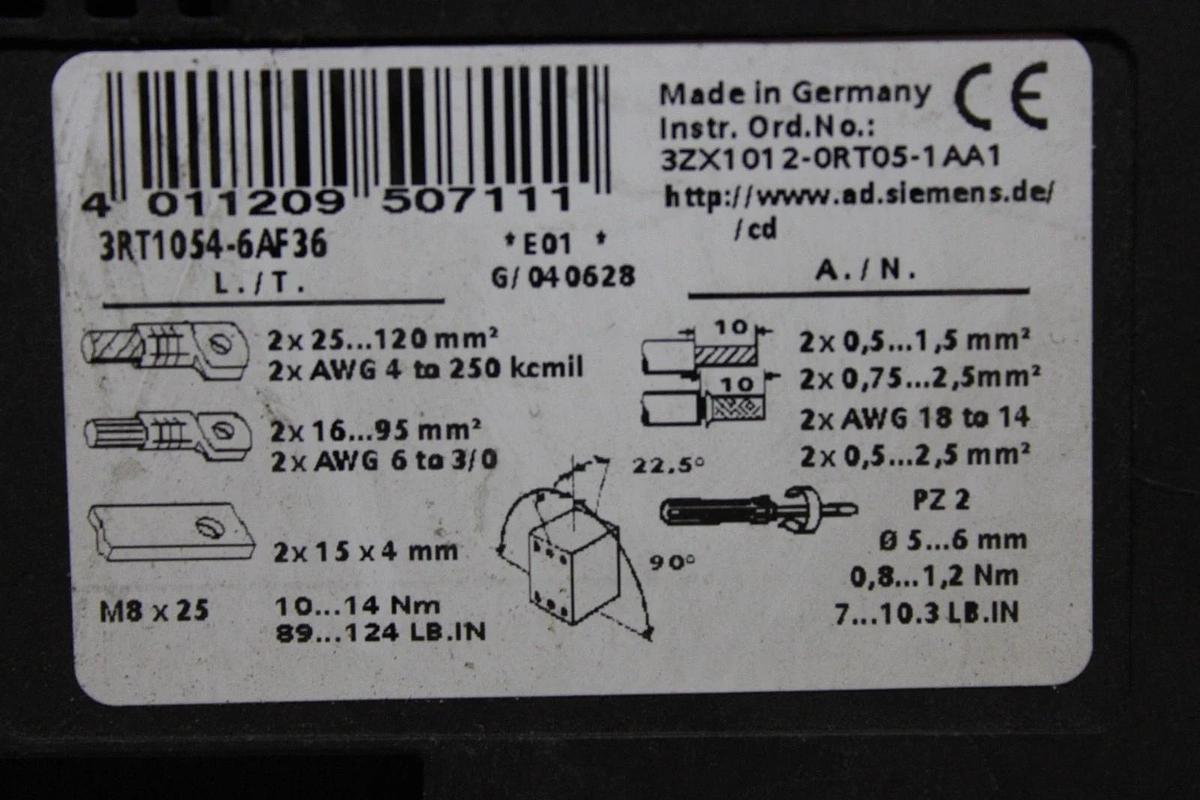 4 011209 507111
3RT1054-6AF36
*E01 *
G/040628
Made in Germany CE
Instr. Ord.No.:
3ZX1012-0RT05-1AA1
http://www.ad.siemens.de/
/cd
L./T.
2x 25...120 mm²
2x AWG 4 to 250 kcmil
2x 16...95 mm²
2x AWG 6 to 3/0
2x 15 x 4 mm
M8 x 25 10...14 Nm
89...124 LB.IN
22,5°
90°
A./N.
10
2x 0,5...1,5 mm²
2x 0,75...2,5mm²
10
2x AWG 18 to 14
2x 0,5...2,5 mm²
PZ 2
Ø 5...6 mm
0,8...1,2 Nm
7...10.3 LB.IN